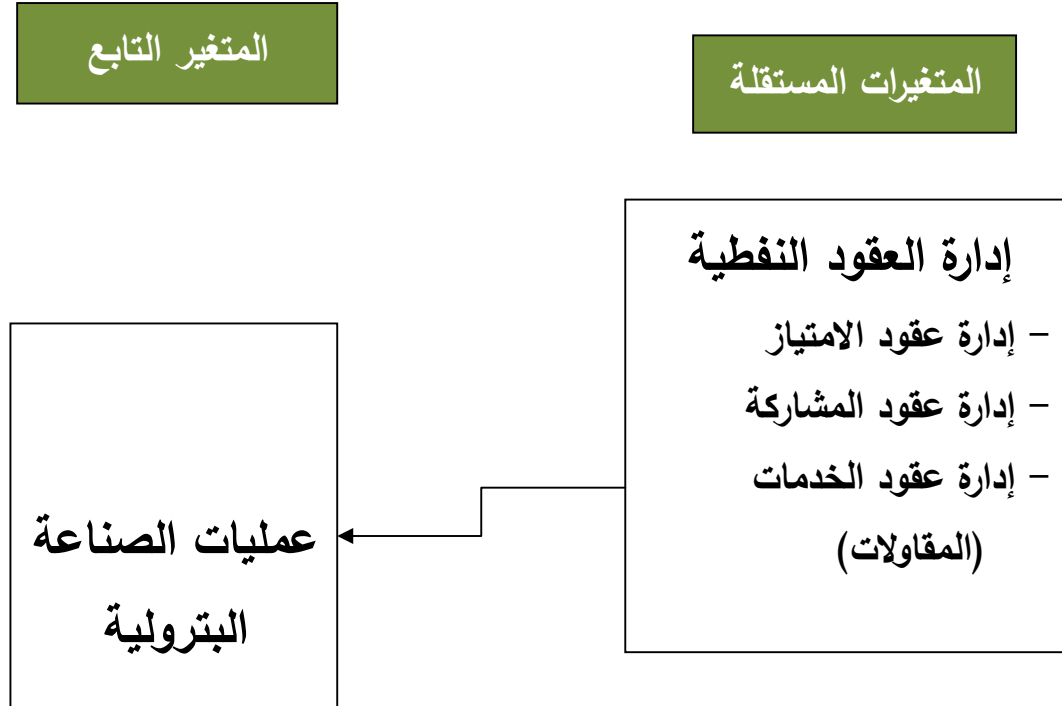 المتغيرات المستقلة
المتغير التابع
إدارة العقود النفطية
– إدارة عقود الامتياز
– إدارة عقود المشاركة
– إدارة عقود الخدمات
(المقاولات)
عمليات الصناعة
البترولية